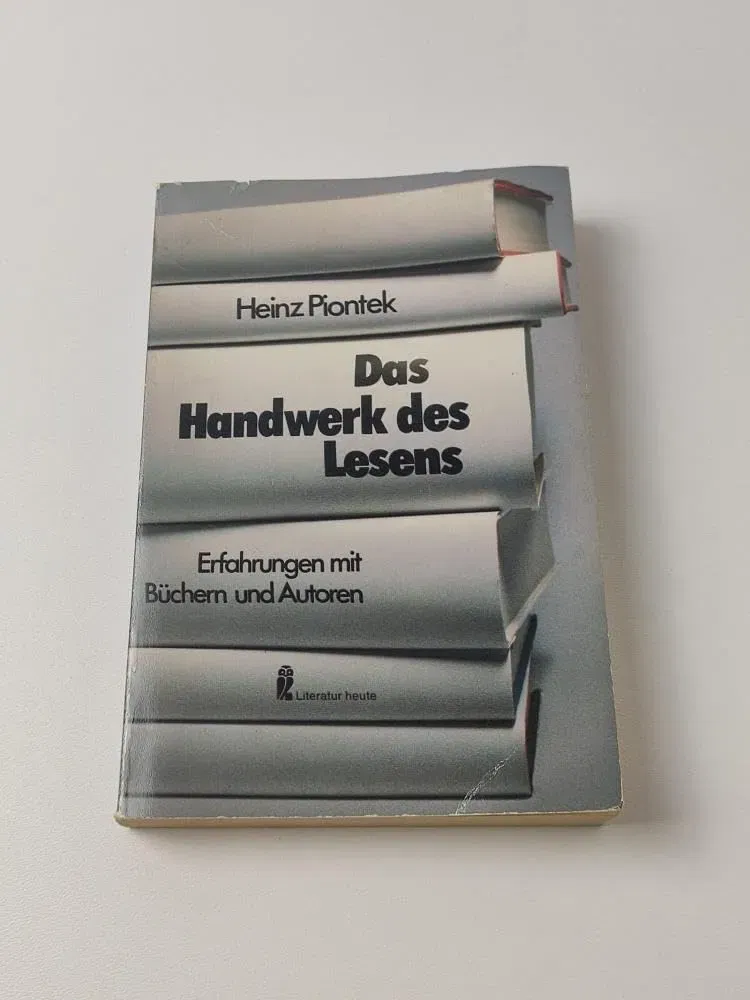 Heinz Piontek
Das
Handwerk des
Lesens
Erfahrungen mit
Büchern und Autoren
Literatur heute